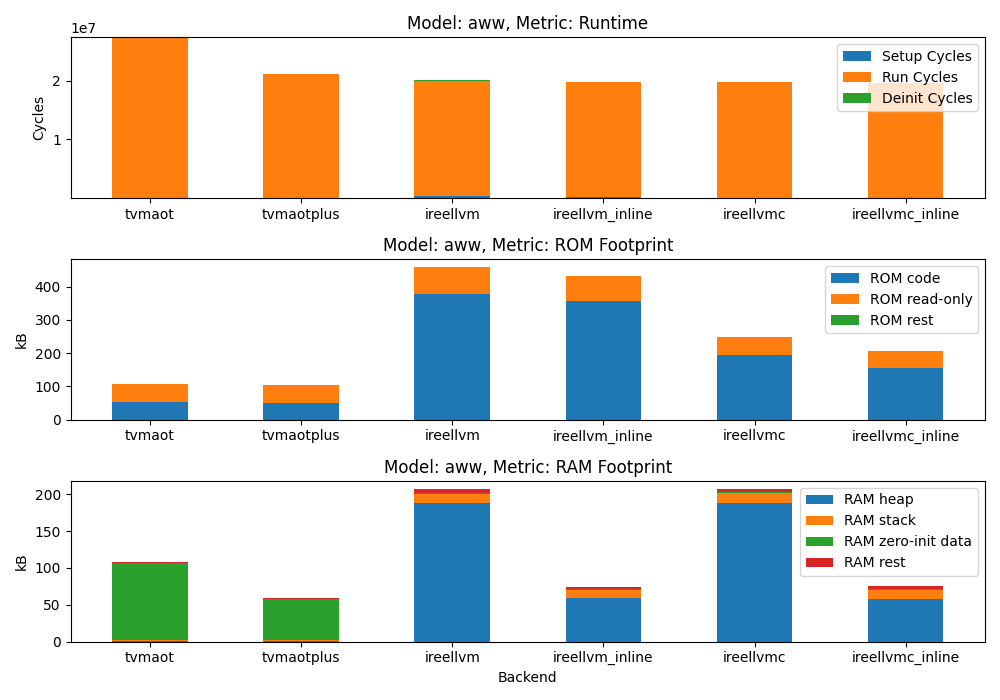 Model: aww, Metric: Runtime
1e7
2
1
Cycles
Setup Cycles
Run Cycles
Deinit Cycles
tvmaot tvmaotplus ireellvm ireellvm_inline ireellvmc ireellvmc_inline
Model: aww, Metric: ROM Footprint
400
300
200
100
0
kB
ROM code
ROM read-only
ROM rest
tvmaot tvmaotplus ireellvm ireellvm_inline ireellvmc ireellvmc_inline
Model: aww, Metric: RAM Footprint
200
150
100
50
0
kB
RAM heap
RAM stack
RAM zero-init data
RAM rest
tvmaot tvmaotplus ireellvm ireellvm_inline ireellvmc ireellvmc_inline
Backend